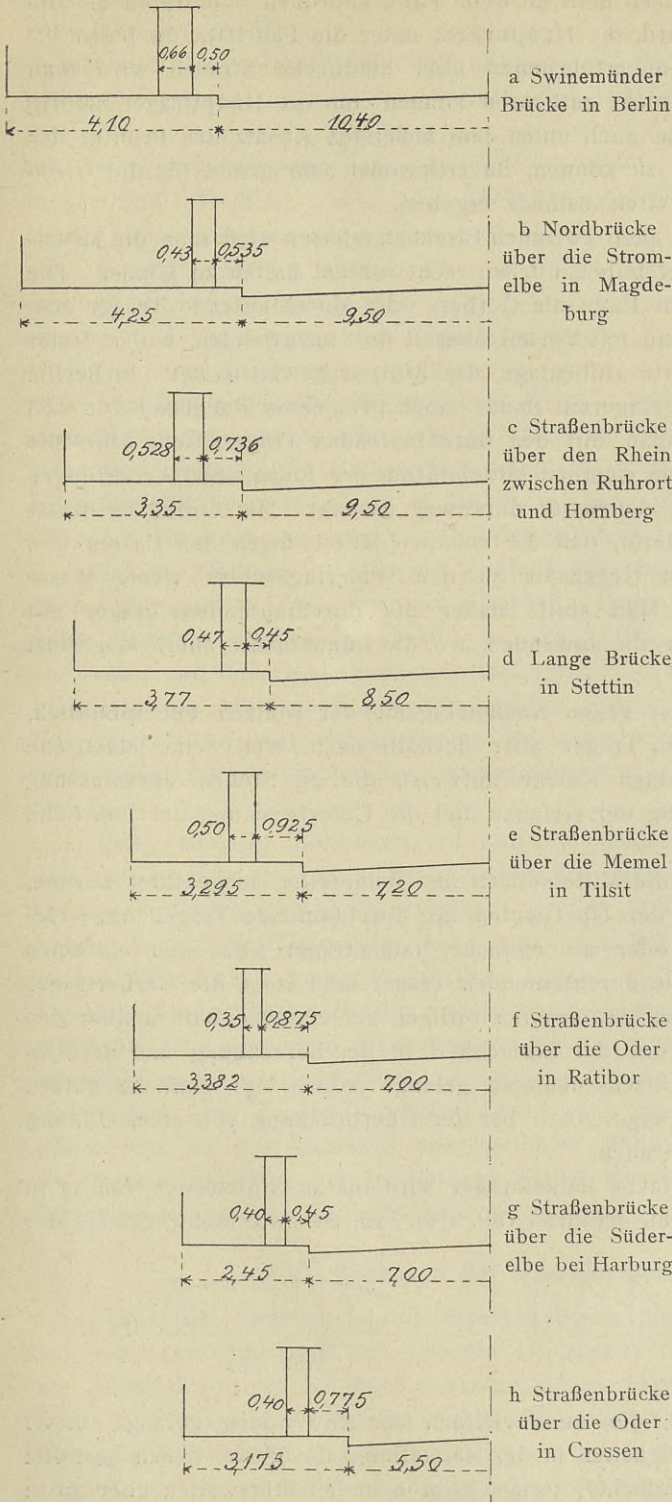 0,66 0,50
4,10 10,40
a Swinemünder
Brücke in Berlin
0,43 0,535
4,25 9,50
b Nordbrücke
über die Strom-
elbe in Magde-
burg
0,528 0,736
3,35 9,50
c Straßenbrücke
über den Rhein
zwischen Ruhrort
und Homberg
0,47 0,45
3,77 8,50
d Lange Brücke
in Stettin
0,50 0,925
3,295 7,20
e Straßenbrücke
über die Memel
in Tilsit
0,35 0,875
3,382 7,00
f Straßenbrücke
über die Oder
in Ratibor
0,40 0,45
2,45 7,00
g Straßenbrücke
über die Süder-
elbe bei Harburg
0,40 0,775
3,175 5,50
h Straßenbrücke
über die Oder
in Crossen